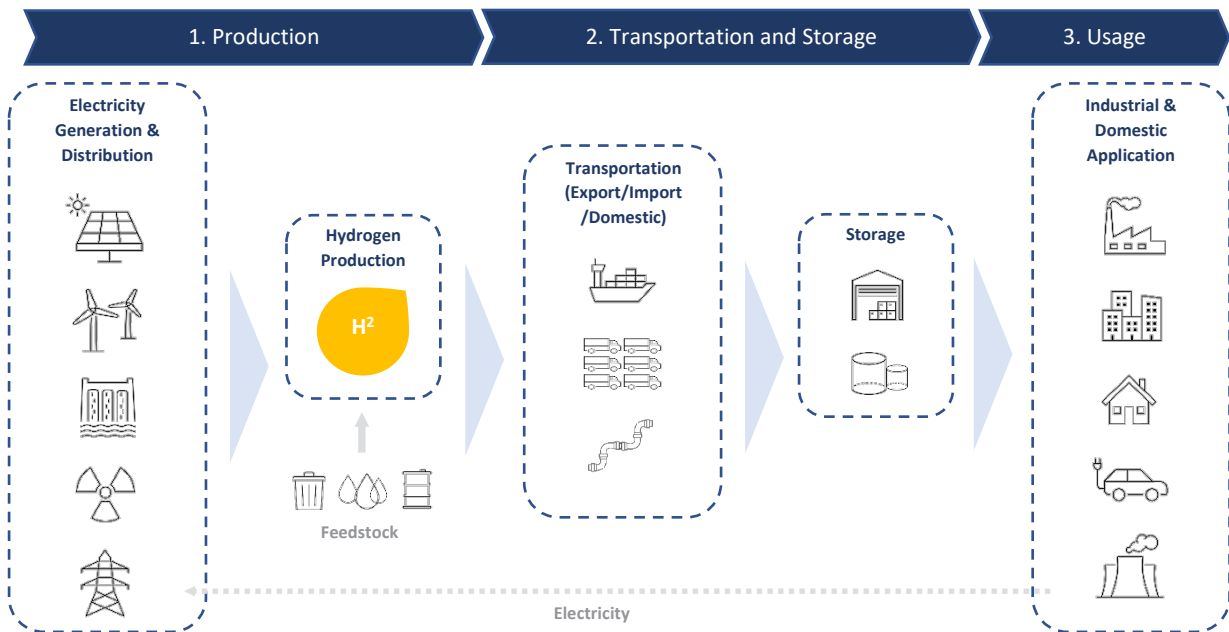 1. Production
2. Transportation and Storage
3. Usage
Electricity
Generation &
Distribution
Hydrogen
Production
H²
Feedstock
Transportation
(Export/Import
/Domestic)
Storage
Industrial &
Domestic
Application
Electricity